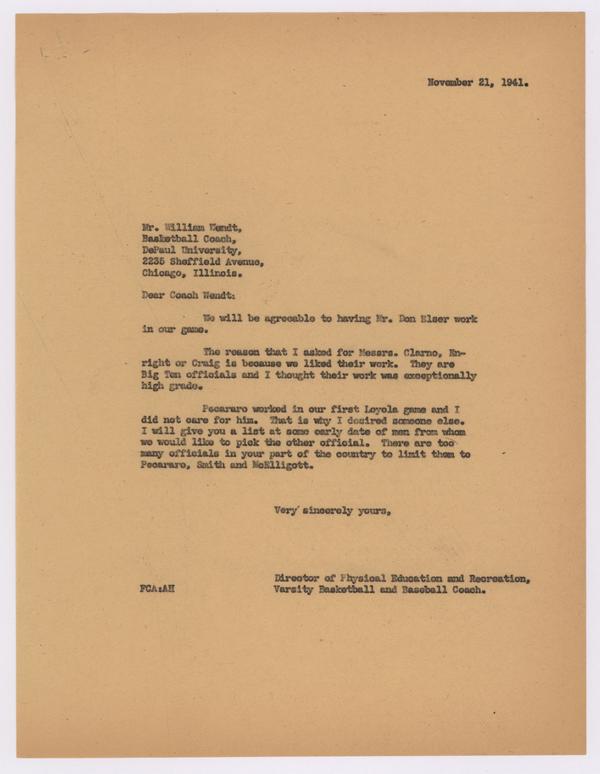 November 21, 1941.
Mr. William Wendt,
Basketball Coach,
DePaul University,
2235 Sheffield Avenue,
Chicago, Illinois.
Dear Coach Wendt:
We will be agreeable to having Mr. Don Elser work
in our game.
The reason that I asked for Messrs. Clarno, En-
right or Craig is because we liked their work. They are
Big Ten officials and I thought their work was exceptionally
high grade.
Pecararo worked in our first Loyola game and I
did not care for him. That is why I desired someone else.
I will give you a list at some early date of men from whom
we would like to pick the other official. There are too
many officials in your part of the country to limit them to
Pecararo, Smith and McElligott.
Very sincerely yours,
Director of Physical Education and Recreation,
FCA:AH Varsity Basketball and Baseball Coach.